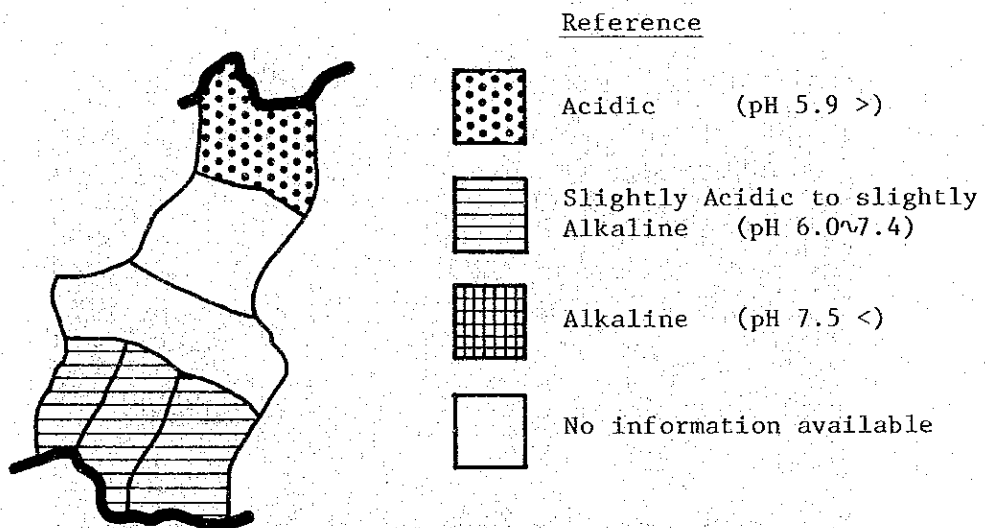 Reference
Acidic (pH 5.9 >)
Slightly Acidic to slightly
Alkaline (pH 6.0∿7.4)
Alkaline (pH 7.5 <)
No information available